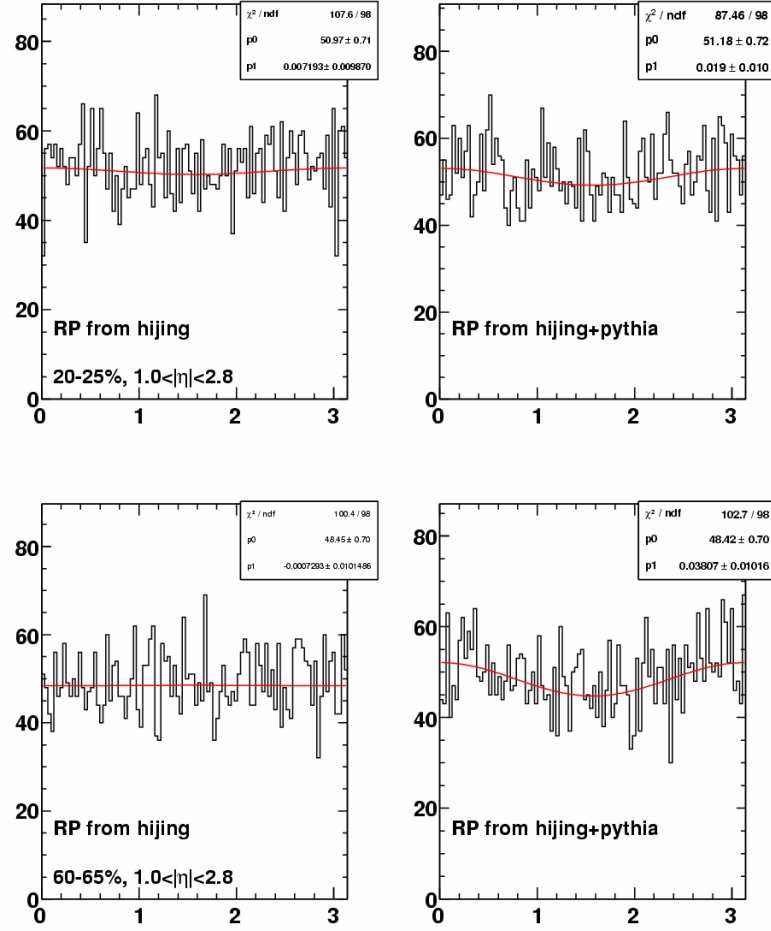 χ² / ndf 107.6 / 98
p0 50.97 ± 0.71
p1 0.007193 ± 0.009870
80
60
40
20
0
RP from hijing
20-25%, 1.0<|η|<2.8
0 1 2 3
χ² / ndf 87.46 / 98
p0 51.18 ± 0.72
p1 0.019 ± 0.010
80
60
40
20
0
RP from hijing+pythia
0 1 2 3
χ² / ndf 100.4 / 98
p0 48.45 ± 0.70
p1 -0.0007293 ± 0.0101486
80
60
40
20
0
RP from hijing
60-65%, 1.0<|η|<2.8
0 1 2 3
χ² / ndf 102.7 / 98
p0 48.42 ± 0.70
p1 0.03807 ± 0.01016
80
60
40
20
0
RP from hijing+pythia
0 1 2 3